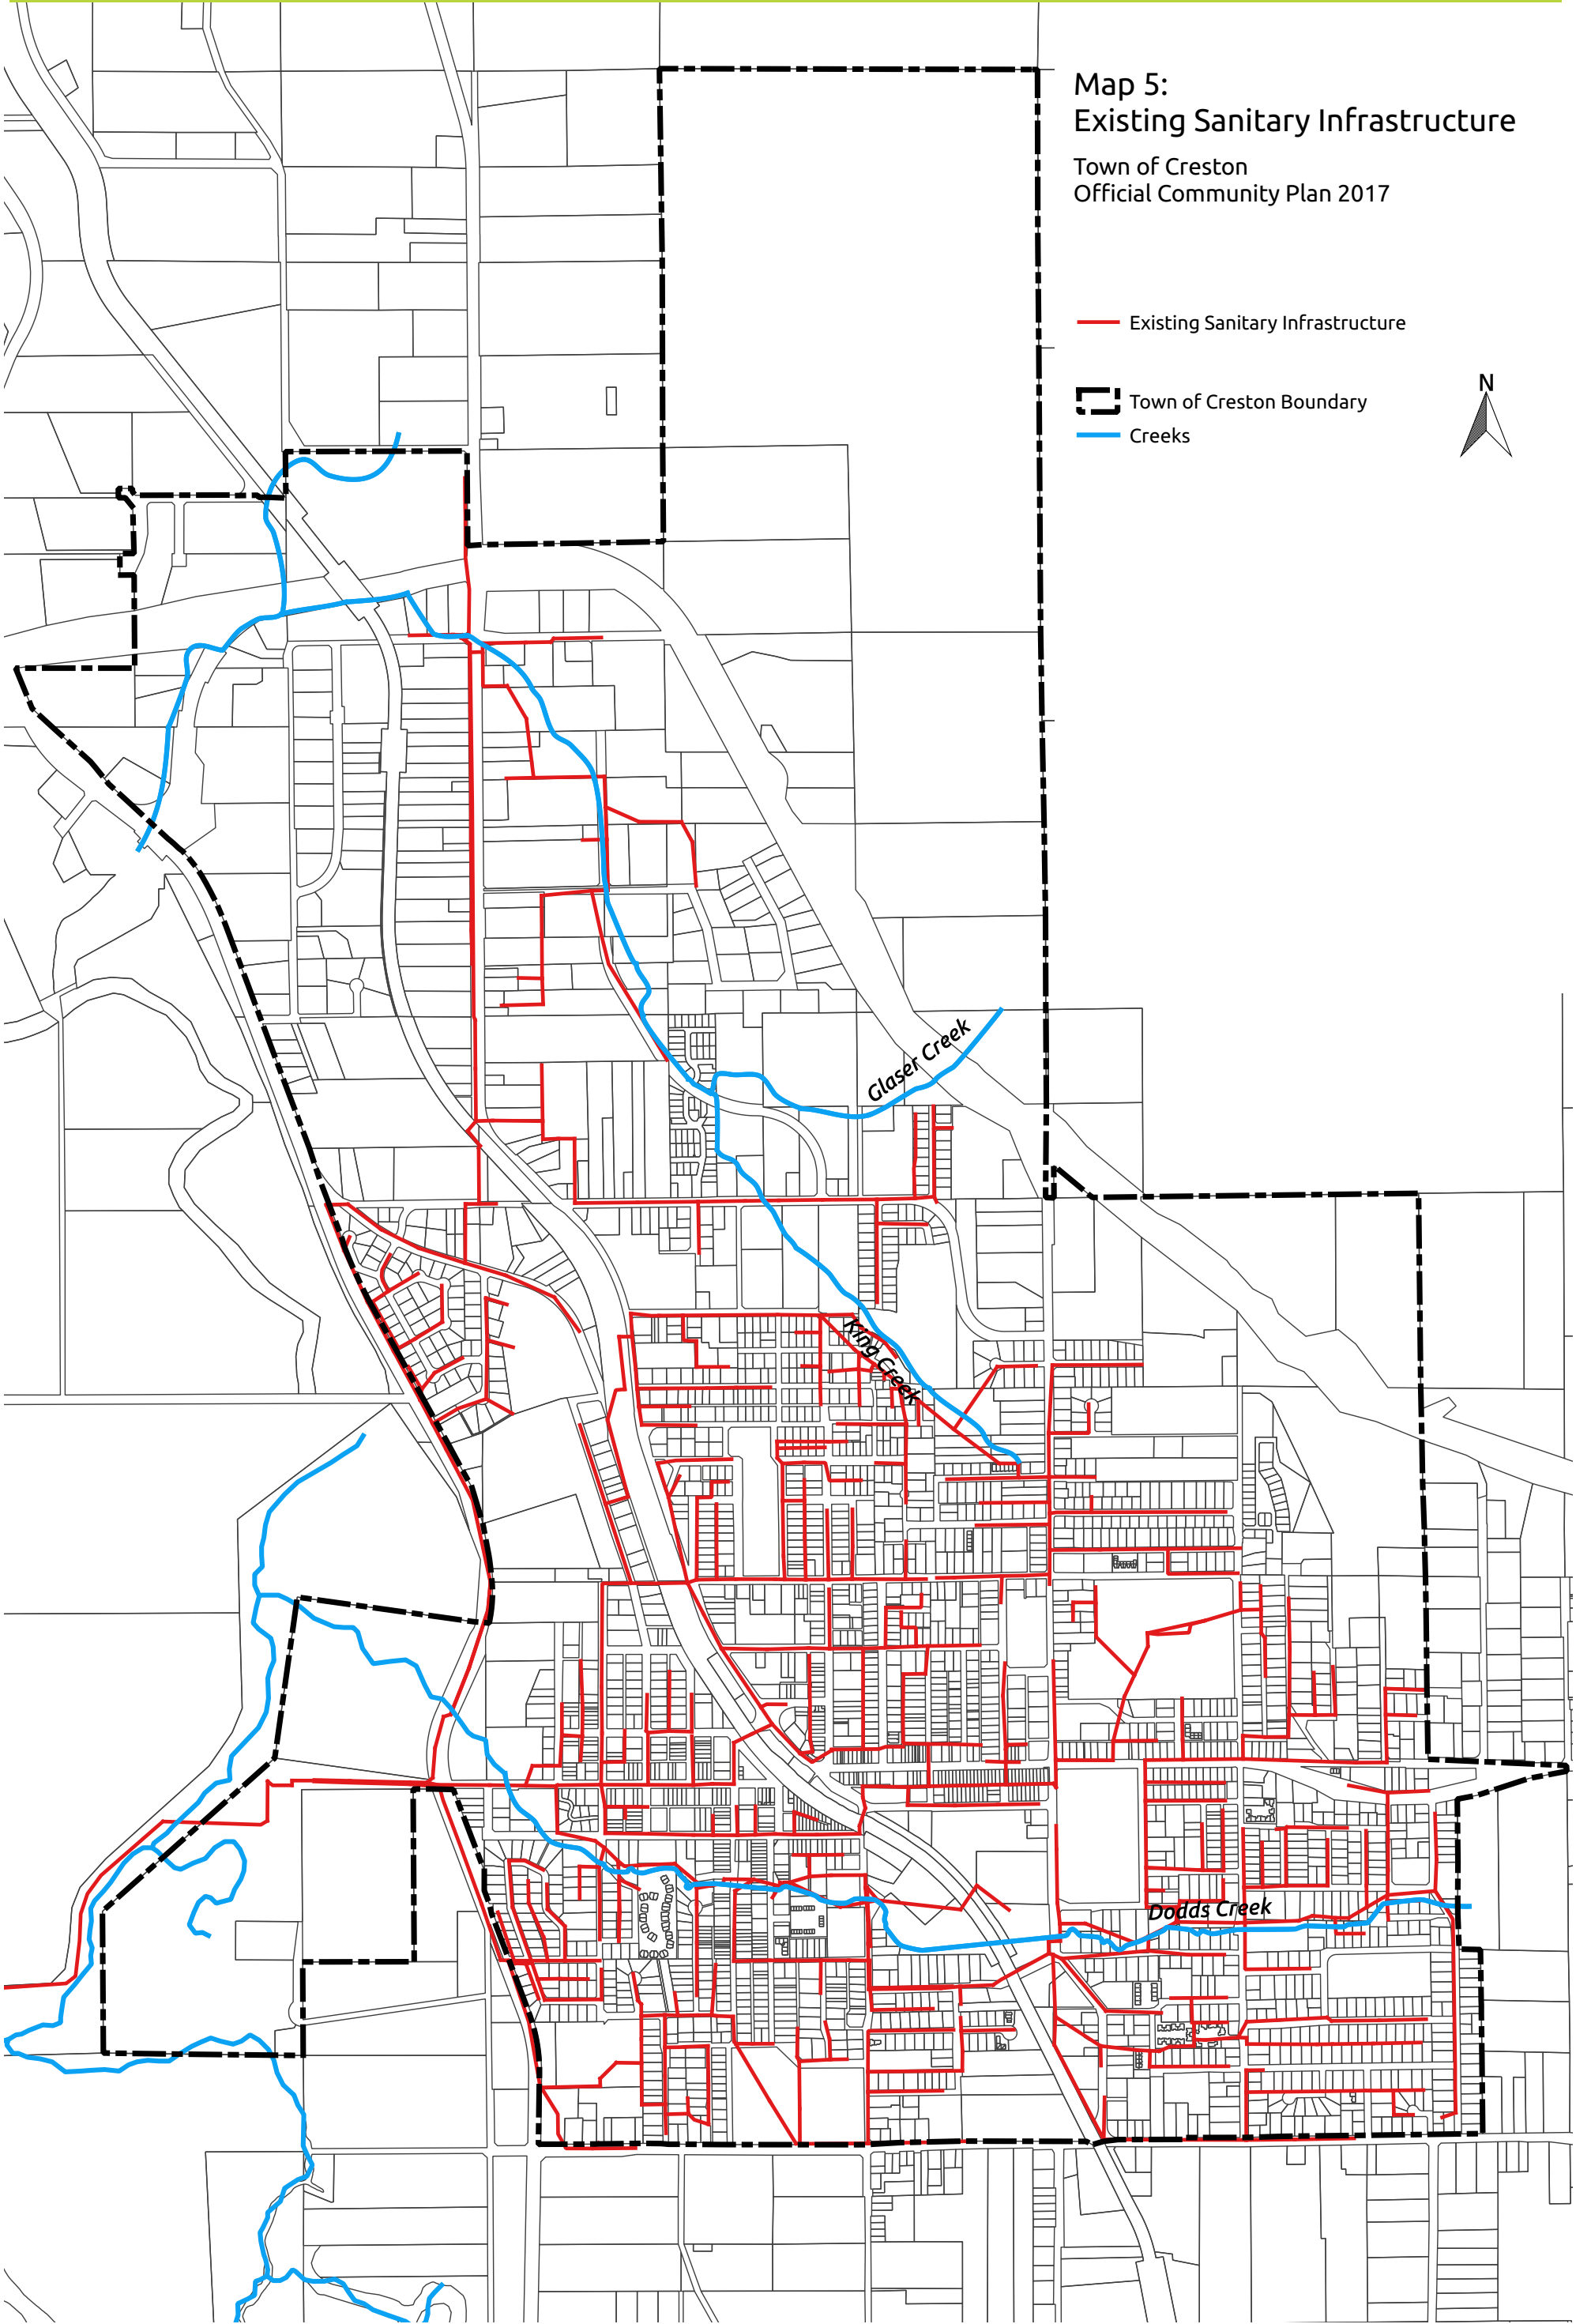 Map 5:
Existing Sanitary Infrastructure
Town of Creston
Official Community Plan 2017
Existing Sanitary Infrastructure
N
Town of Creston Boundary
Creeks
Glaser Creek
King Creek
Dodds Creek